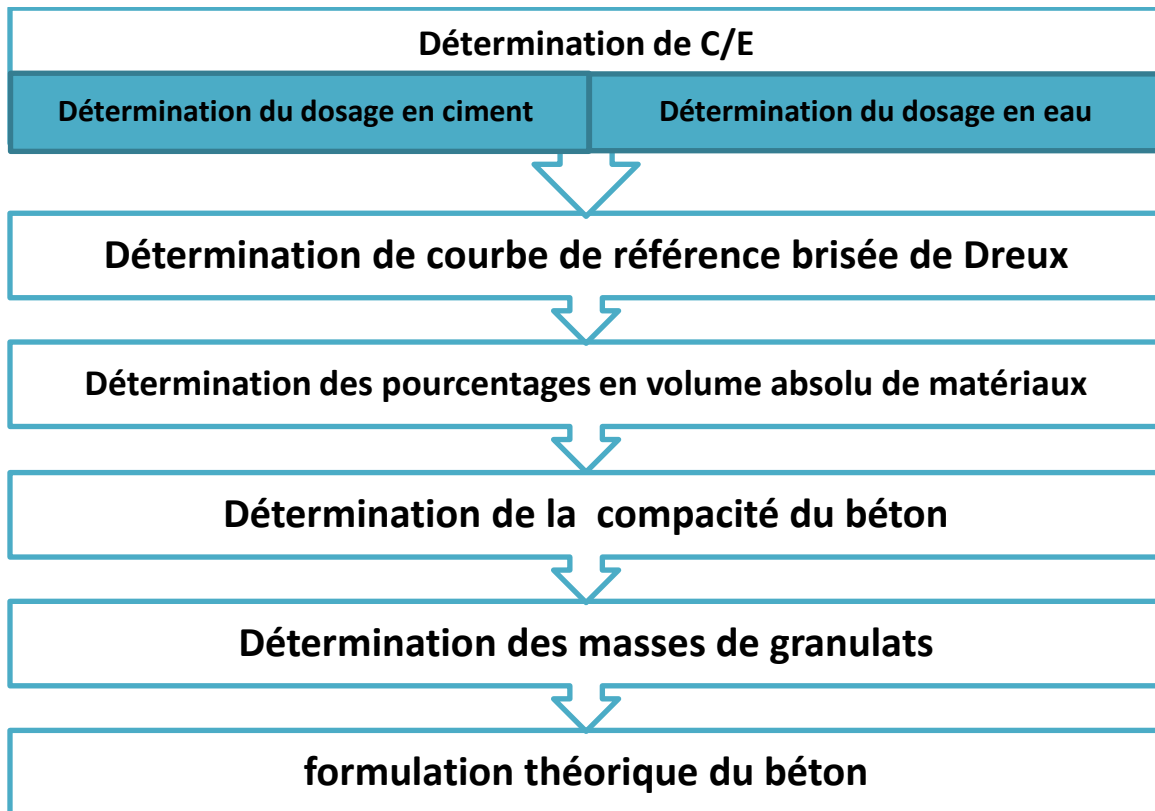 Détermination de C/E
Détermination du dosage en ciment
Détermination du dosage en eau
Détermination de courbe de référence brisée de Dreux
Détermination des pourcentages en volume absolu de matériaux
Détermination de la compacité du béton
Détermination des masses de granulats
formulation théorique du béton